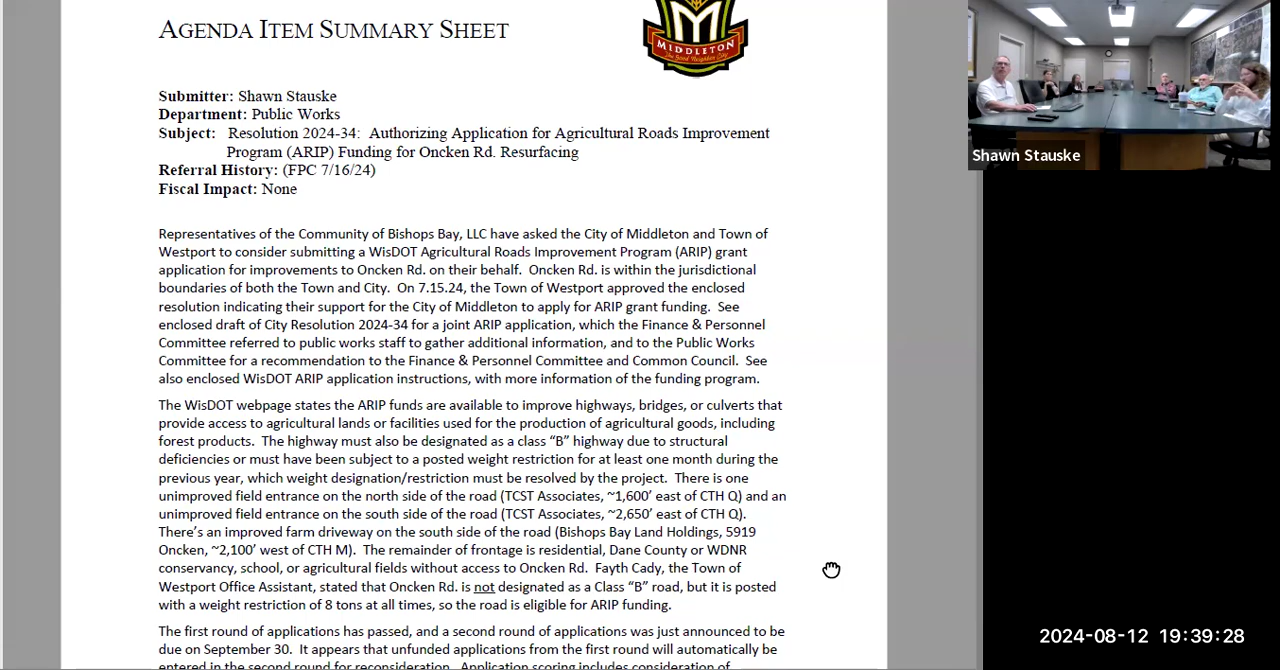 AGENDA ITEM SUMMARY SHEET
M
MIDDLETON
The Good Neighbor City
Submitter: Shawn Stauske
Department: Public Works
Subject: Resolution 2024-34: Authorizing Application for Agricultural Roads Improvement
Program (ARIP) Funding for Oncken Rd. Resurfacing
Referral History: (FPC 7/16/24)
Fiscal Impact: None
Representatives of the Community of Bishops Bay, LLC have asked the City of Middleton and Town of
Westport to consider submitting a WisDOT Agricultural Roads Improvement Program (ARIP) grant
application for improvements to Oncken Rd. on their behalf. Oncken Rd. is within the jurisdictional
boundaries of both the Town and City. On 7.15.24, the Town of Westport approved the enclosed
resolution indicating their support for the City of Middleton to apply for ARIP grant funding. See
enclosed draft of City Resolution 2024-34 for a joint ARIP application, which the Finance & Personnel
Committee referred to public works staff to gather additional information, and to the Public Works
Committee for a recommendation to the Finance & Personnel Committee and Common Council. See
also enclosed WisDOT ARIP application instructions, with more information of the funding program.
The WisDOT webpage states the ARIP funds are available to improve highways, bridges, or culverts that
provide access to agricultural lands or facilities used for the production of agricultural goods, including
forest products. The highway must also be designated as a class “B” highway due to structural
deficiencies or must have been subject to a posted weight restriction for at least one month during the
previous year, which weight designation/restriction must be resolved by the project. There is one
unimproved field entrance on the north side of the road (TCST Associates, ~1,600’ east of CTH Q) and an
unimproved field entrance on the south side of the road (TCST Associates, ~2,650’ east of CTH Q).
There’s an improved farm driveway on the south side of the road (Bishops Bay Land Holdings, 5919
Oncken, ~2,100’ west of CTH M). The remainder of frontage is residential, Dane County or WDNR
conservancy, school, or agricultural fields without access to Oncken Rd. Fayth Cady, the Town of
Westport Office Assistant, stated that Oncken Rd. is not designated as a Class “B” road, but it is posted
with a weight restriction of 8 tons at all times, so the road is eligible for ARIP funding.
The first round of applications has passed, and a second round of applications was just announced to be
due on September 30. It appears that unfunded applications from the first round will automatically be
entered in the second round for reconsideration. Application scoring includes consideration of
Shawn Stauske
2024-08-12 19:39:28